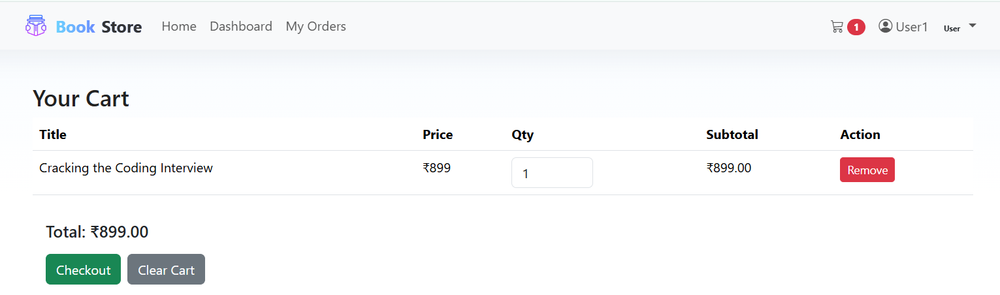 Book Store Home Dashboard My Orders 1 User1 User
Your Cart
Title Price Qty Subtotal Action
Cracking the Coding Interview ₹899 1 ₹899.00 Remove
Total: ₹899.00
Checkout Clear Cart